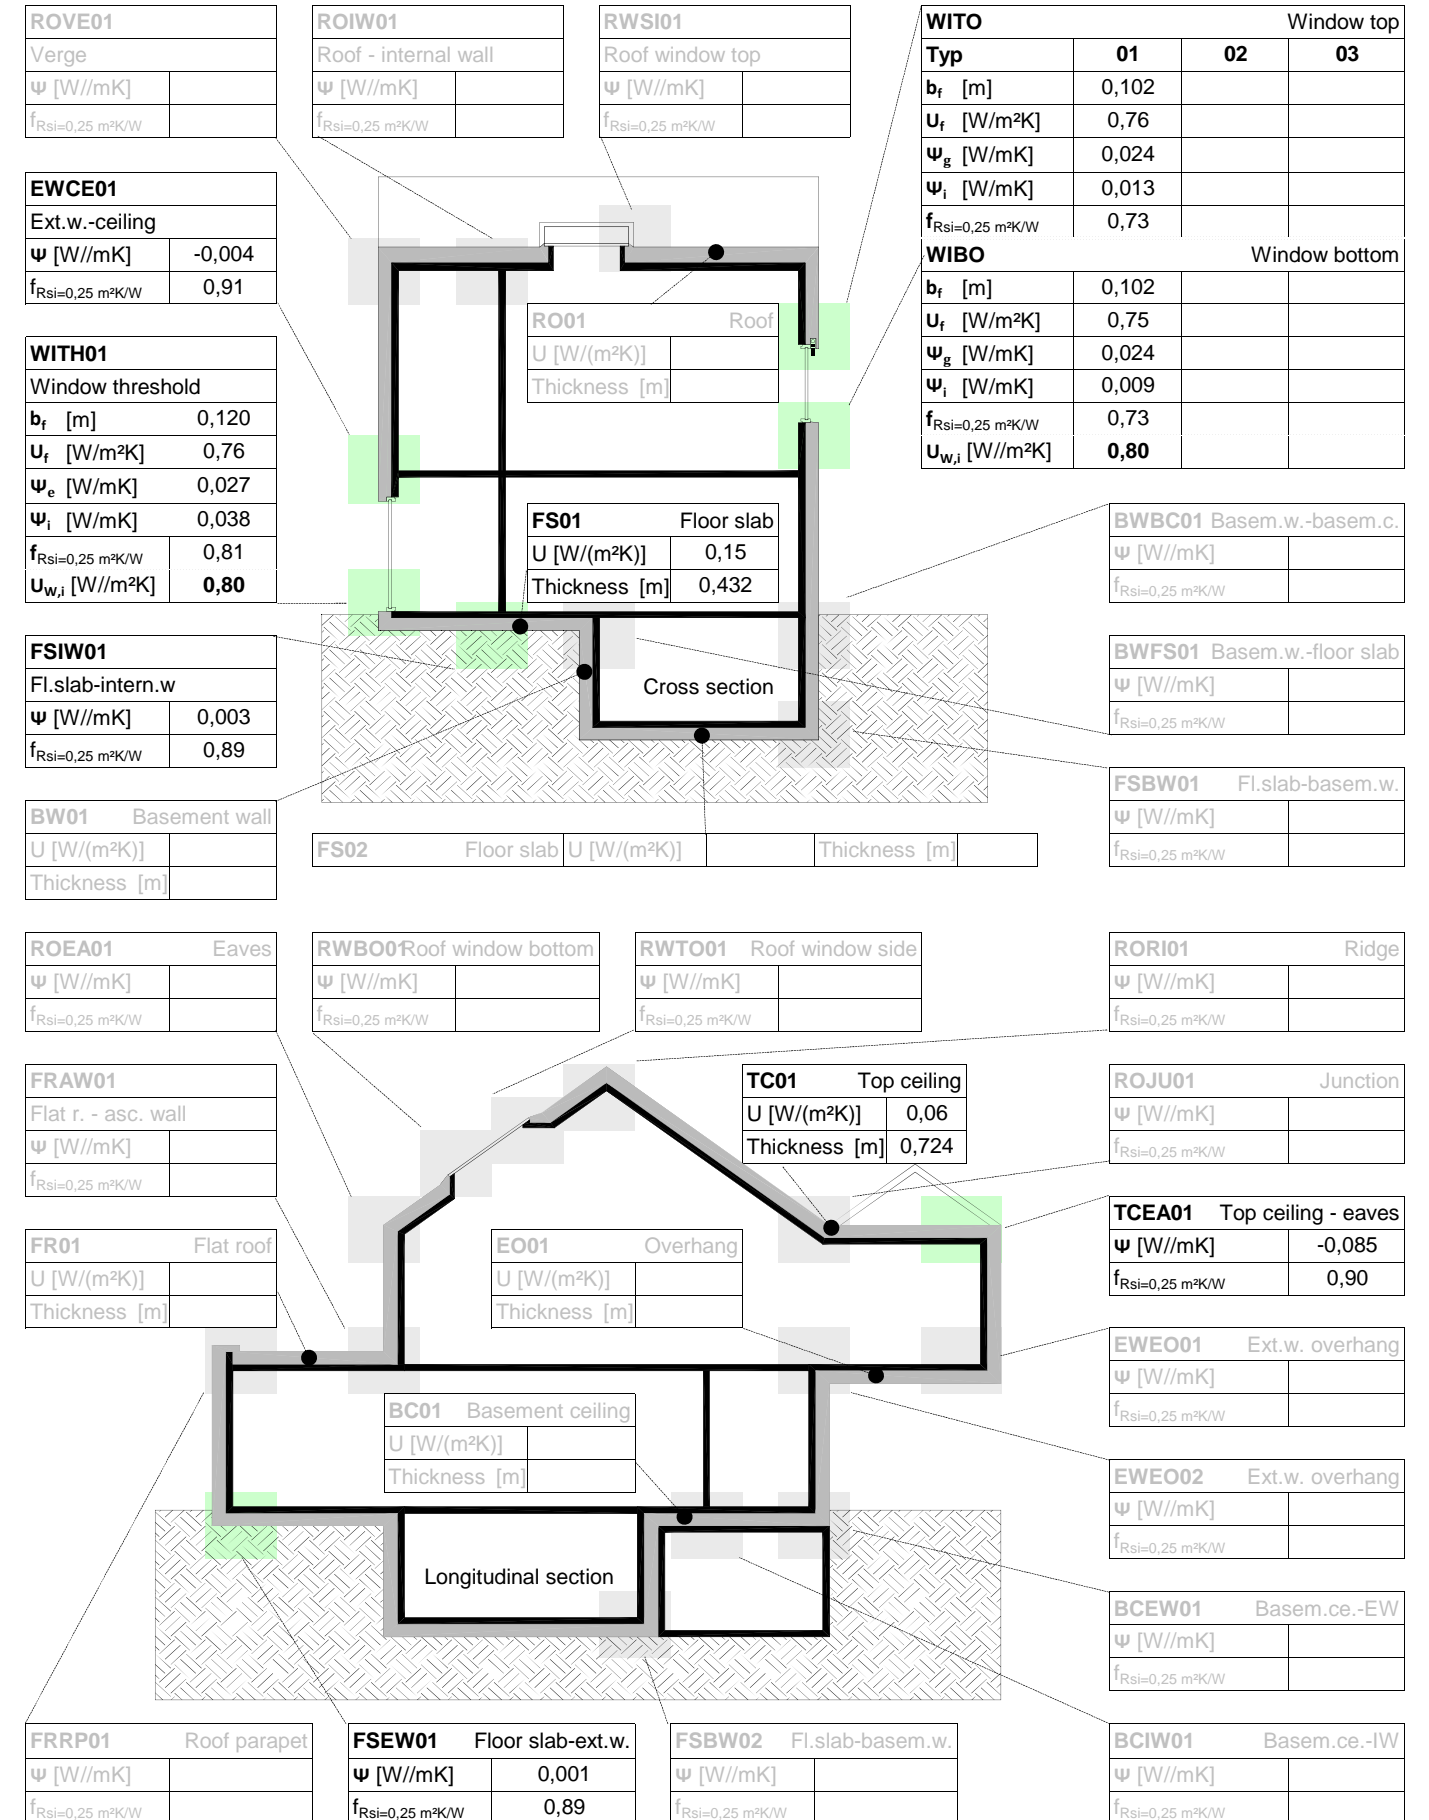 ROVE01
Verge
Ψ [W//mK]
fRsi=0,25 m²K/W
ROIW01
Roof - internal wall
Ψ [W//mK]
fRsi=0,25 m²K/W
RWSI01
Roof window top
Ψ [W//mK]
fRsi=0,25 m²K/W
WITO Window top
Typ 01 02 03
bf [m] 0,102
Uf [W/m²K] 0,76
Ψg [W/mK] 0,024
Ψi [W/mK] 0,013
fRsi=0,25 m²K/W 0,73
WIBO Window bottom
bf [m] 0,102
Uf [W/m²K] 0,75
Ψg [W/mK] 0,024
Ψi [W/mK] 0,009
fRsi=0,25 m²K/W 0,73
UW,i [W//m²K] 0,80
EWCE01
Ext.w.-ceiling
Ψ [W//mK] -0,004
fRsi=0,25 m²K/W 0,91
RO01 Roof
U [W/(m²K)]
Thickness [m]
WITH01
Window threshold
bf [m] 0,120
Uf [W/m²K] 0,76
Ψe [W/mK] 0,027
Ψi [W/mK] 0,038
fRsi=0,25 m²K/W 0,81
UW,i [W//m²K] 0,80
FS01 Floor slab
U [W/(m²K)] 0,15
Thickness [m] 0,432
BWBC01 Basem.w.-basem.c.
Ψ [W//mK]
fRsi=0,25 m²K/W
FSIW01
Fl.slab-intern.w
Ψ [W//mK] 0,003
fRsi=0,25 m²K/W 0,89
Cross section
BWFS01 Basem.w.-floor slab
Ψ [W//mK]
fRsi=0,25 m²K/W
FSBW01 Fl.slab-basem.w.
Ψ [W//mK]
fRsi=0,25 m²K/W
BW01 Basement wall
U [W/(m²K)]
Thickness [m]
FS02 Floor slab U [W/(m²K)] Thickness [m]
ROEA01 Eaves
Ψ [W//mK]
fRsi=0,25 m²K/W
RWBO01 Roof window bottom
Ψ [W//mK]
fRsi=0,25 m²K/W
RWTO01 Roof window side
Ψ [W//mK]
fRsi=0,25 m²K/W
RORI01 Ridge
Ψ [W//mK]
fRsi=0,25 m²K/W
FRAW01
Flat r. - asc. wall
Ψ [W//mK]
fRsi=0,25 m²K/W
TC01 Top ceiling
U [W/(m²K)] 0,06
Thickness [m] 0,724
ROJU01 Junction
Ψ [W//mK]
fRsi=0,25 m²K/W
TCEA01 Top ceiling - eaves
Ψ [W//mK] -0,085
fRsi=0,25 m²K/W 0,90
FR01 Flat roof
U [W/(m²K)]
Thickness [m]
EO01 Overhang
U [W/(m²K)]
Thickness [m]
EWEO01 Ext.w. overhang
Ψ [W//mK]
fRsi=0,25 m²K/W
BC01 Basement ceiling
U [W/(m²K)]
Thickness [m]
EWEO02 Ext.w. overhang
Ψ [W//mK]
fRsi=0,25 m²K/W
Longitudinal section
BCEW01 Basem.ce.-EW
Ψ [W//mK]
fRsi=0,25 m²K/W
FRRP01 Roof parapet
Ψ [W//mK]
fRsi=0,25 m²K/W
FSEW01 Floor slab-ext.w.
Ψ [W//mK] 0,001
fRsi=0,25 m²K/W 0,89
FSBW02 Fl.slab-basem.w.
Ψ [W//mK]
fRsi=0,25 m²K/W
BCIW01 Basem.ce.-IW
Ψ [W//mK]
fRsi=0,25 m²K/W